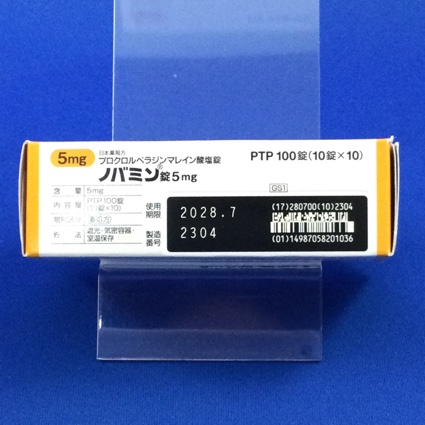 5mg
日本薬局方
プロクロルペラジンマレイン酸塩錠
ノバミン®錠5mg
PTP 100錠(10錠×10)
含量 5mg
内容量 PTP100錠
(10錠×10)
貯法 遮光・気密容器・
室温保存
使用
期限 2028.7
製造
番号 2304
GS1
(17)280700(10)2304
(01)14987058201036